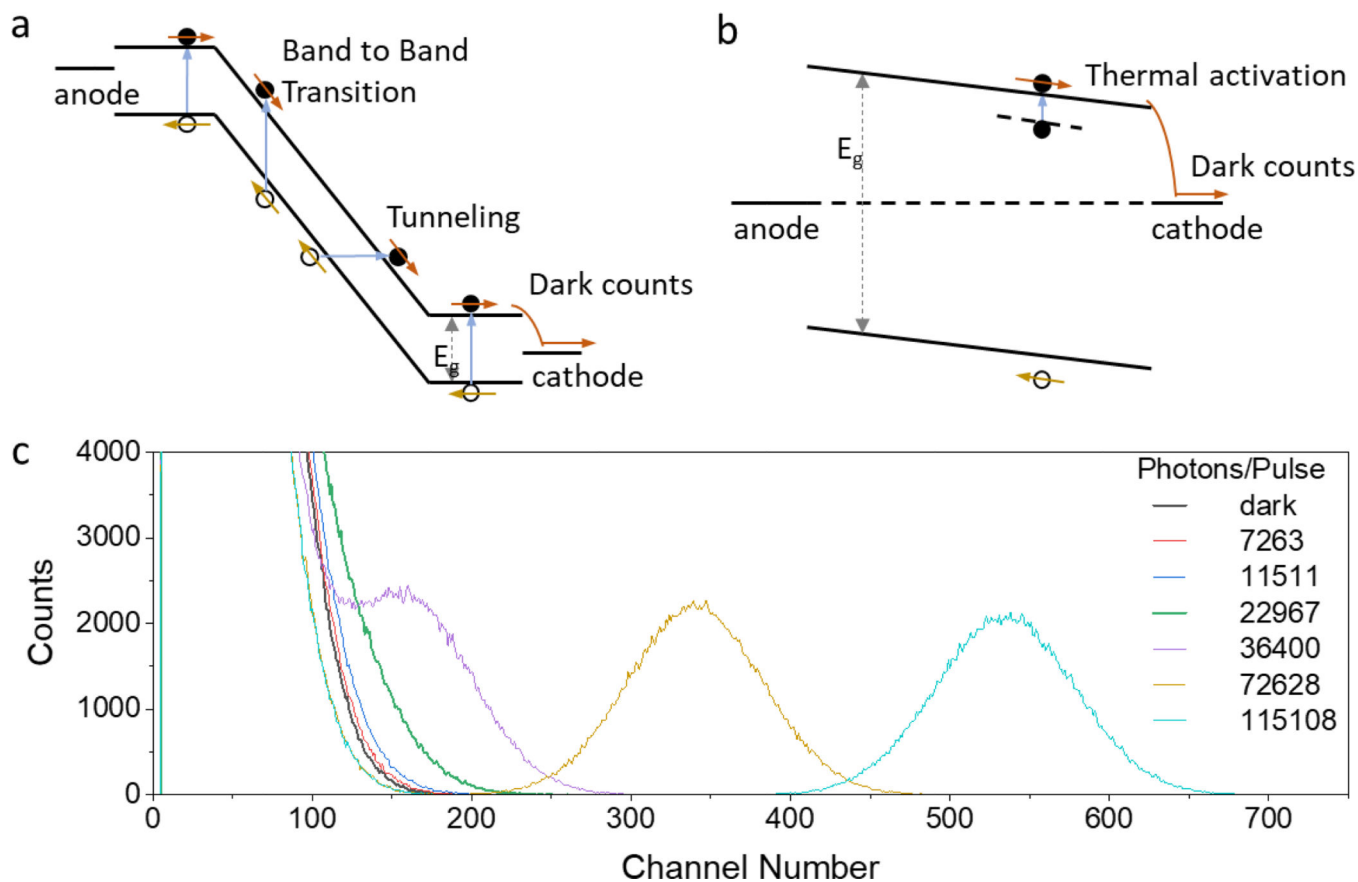 a
Band to Band
Transition
anode
Tunneling
Dark counts
E_g
cathode
b
Thermal activation
E_g
Dark counts
anode
cathode
c
Counts
4000
3000
2000
1000
0
0 100 200 300 400 500 600 700
Channel Number
Photons/Pulse
dark
7263
11511
22967
36400
72628
115108